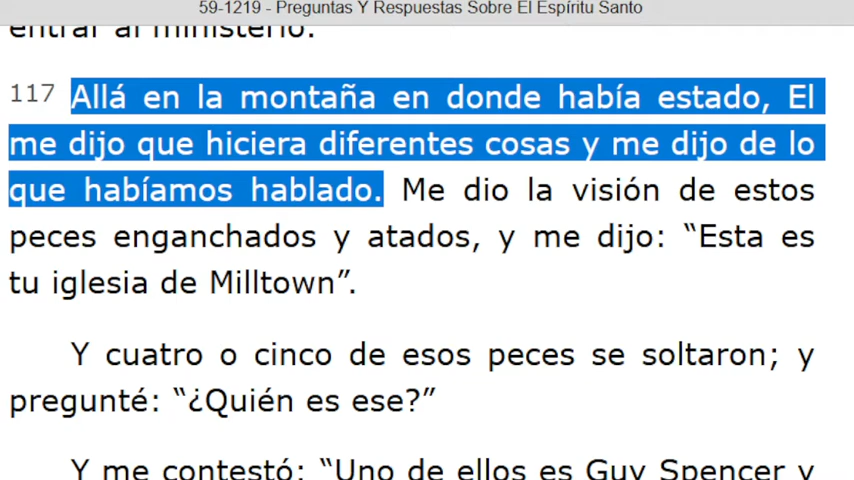 59-1219 - Preguntas Y Respuestas Sobre El Espíritu Santo
entrar al ministerio.
117 Allá en la montaña en donde había estado, El
me dijo que hiciera diferentes cosas y me dijo de lo
que habíamos hablado. Me dio la visión de estos
peces enganchados y atados, y me dijo: “Esta es
tu iglesia de Milltown”.
Y cuatro o cinco de esos peces se soltaron; y
pregunté: “¿Quién es ese?”
Y me contestó: “Uno de ellos es Guy Spencer y